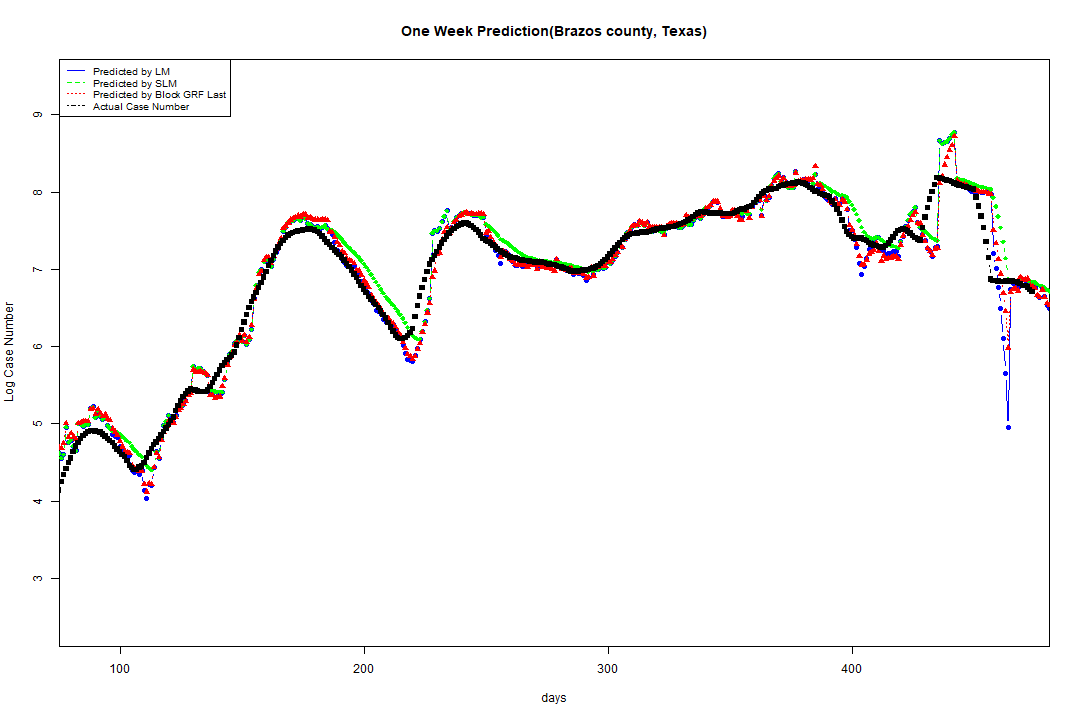 One Week Prediction(Brazos county, Texas)
Predicted by LM
Predicted by SLM
Predicted by Block GRF Last
Actual Case Number
9
8
7
6
5
4
3
Log Case Number
100 200 300 400
days